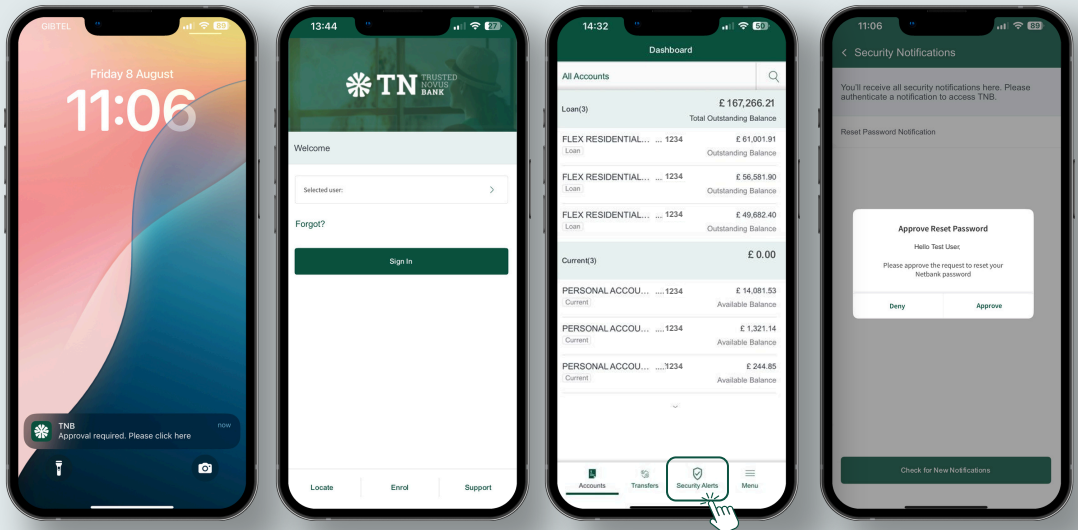 GIBTEL
89
Friday 8 August
11:06
TNB
now
Approval required. Please click here
13:44
27
TN TRUSTED NOVUS BANK
Welcome
Selected user:
Forgot?
Sign In
Locate Enrol Support
14:32
50
Dashboard
All Accounts
Loan(3) £ 167,266.21
Total Outstanding Balance
FLEX RESIDENTIAL... ... 1234 £ 61,001.91
Loan Outstanding Balance
FLEX RESIDENTIAL... ... 1234 £ 56,581.90
Loan Outstanding Balance
FLEX RESIDENTIAL... ... 1234 £ 49,682.40
Loan Outstanding Balance
Current(3) £ 0.00
PERSONAL ACCOU... ....1234 £ 14,081.53
Current Available Balance
PERSONAL ACCOU... ....1234 £ 1,321.14
Current Available Balance
PERSONAL ACCOU... ....1234 £ 244.85
Current Available Balance
Accounts Transfers Security Alerts Menu
11:06
89
Security Notifications
You'll receive all security notifications here. Please
authenticate a notification to access TNB.
Reset Password Notification
Approve Reset Password
Hello Test User,
Please approve the request to reset your
Netbank password
Deny Approve
Check for New Notifications